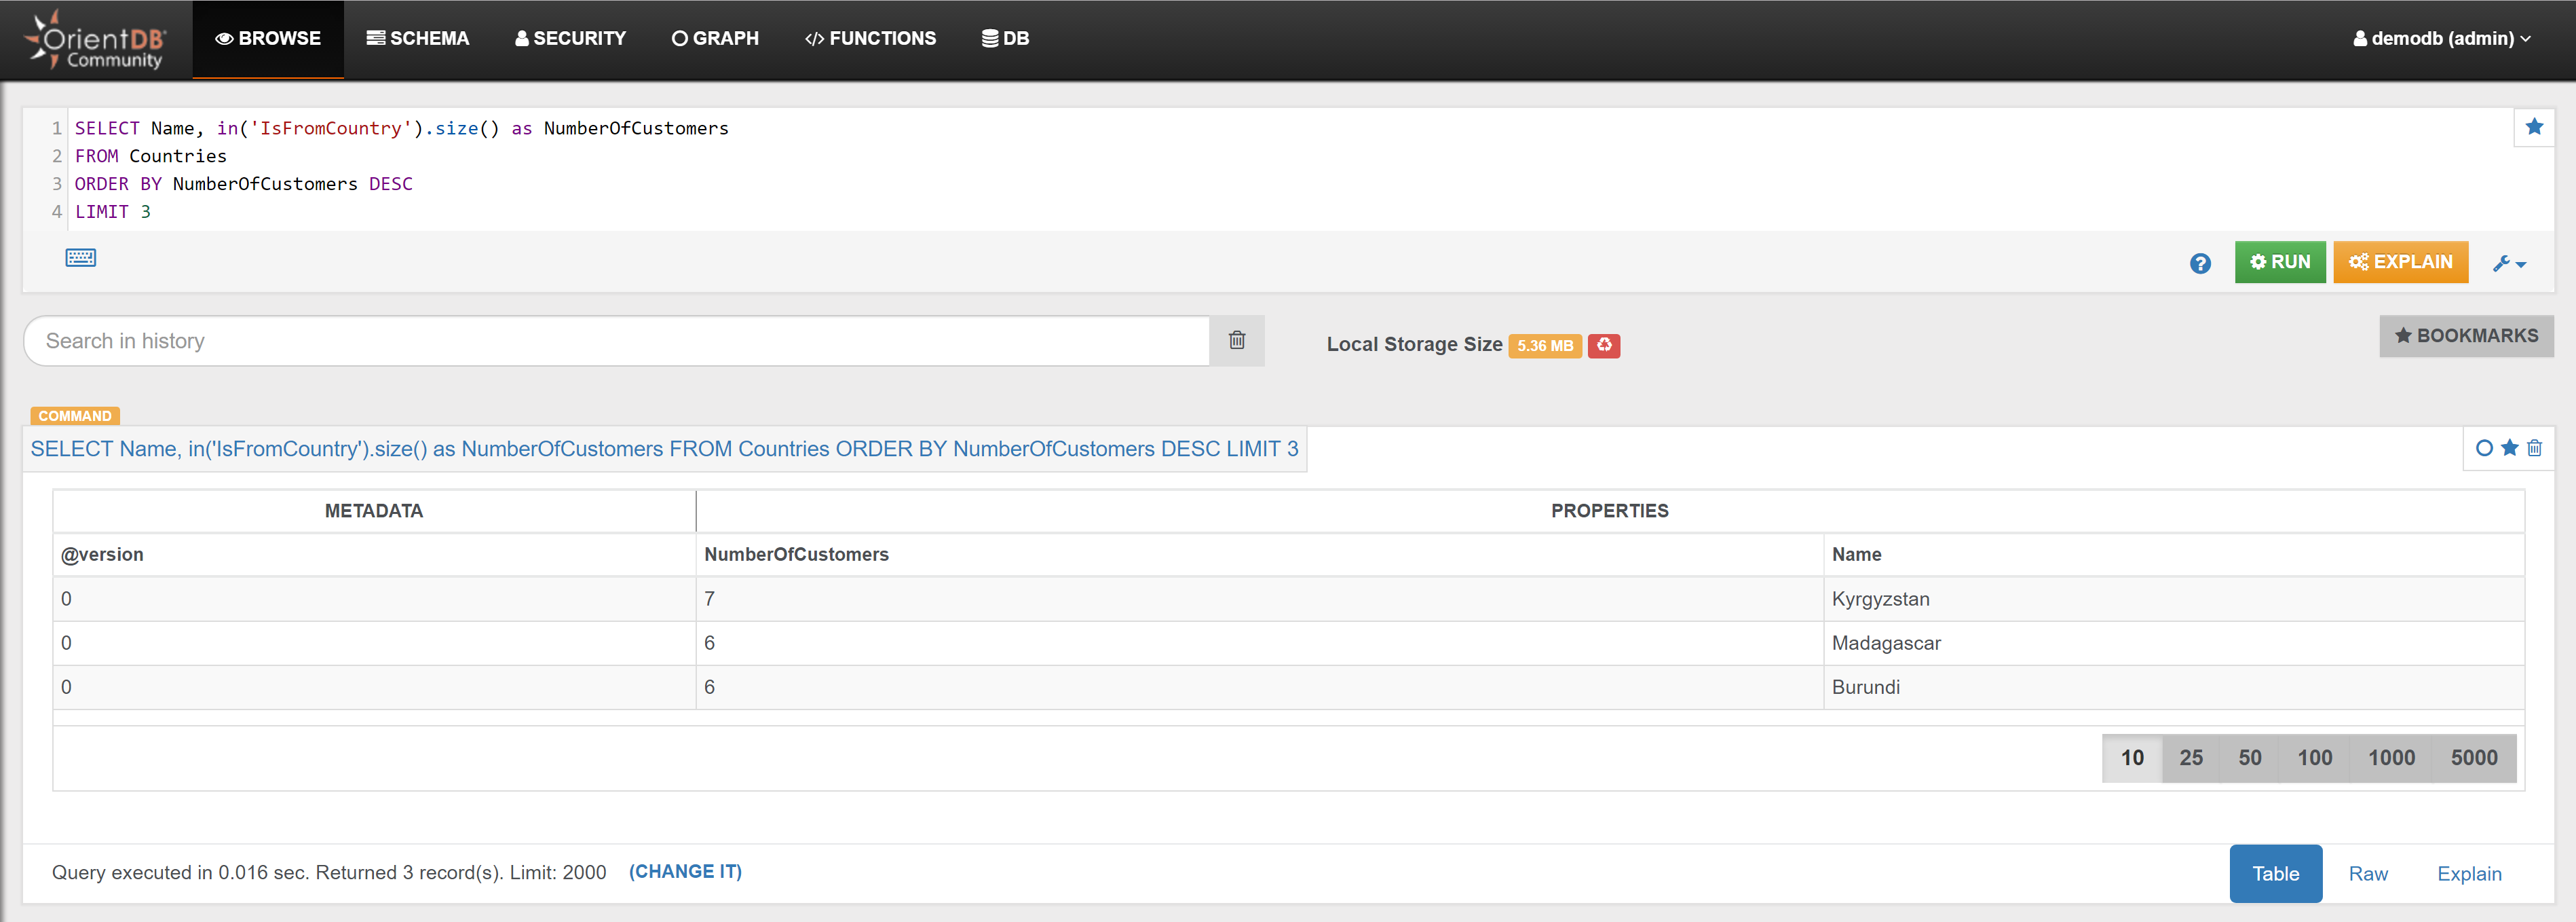 OrientDB®
Community
BROWSE
SCHEMA
SECURITY
GRAPH
</> FUNCTIONS
DB
demodb (admin)
1 SELECT Name, in('IsFromCountry').size() as NumberOfCustomers
2 FROM Countries
3 ORDER BY NumberOfCustomers DESC
4 LIMIT 3
? RUN EXPLAIN
Search in history
Local Storage Size 5.36 MB
BOOKMARKS
COMMAND
SELECT Name, in('IsFromCountry').size() as NumberOfCustomers FROM Countries ORDER BY NumberOfCustomers DESC LIMIT 3
METADATA PROPERTIES
@version NumberOfCustomers Name
0 7 Kyrgyzstan
0 6 Madagascar
0 6 Burundi
10 25 50 100 1000 5000
Query executed in 0.016 sec. Returned 3 record(s). Limit: 2000 (CHANGE IT)
Table Raw Explain